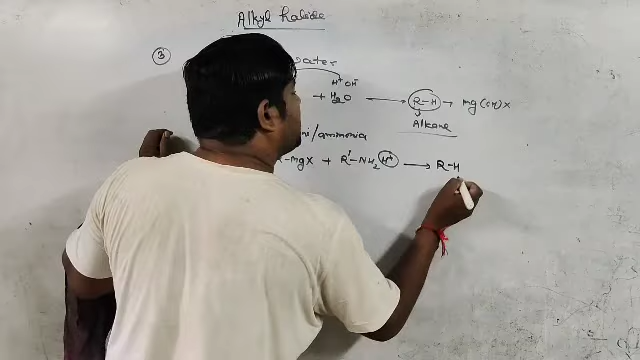 Alkyl halide
③ water
H⁺ OH⁻
+ H₂O → R-H → mg(OH)X
Alkane
/ammonia
-MgX + R'-NH₂ H⁺ → R-H